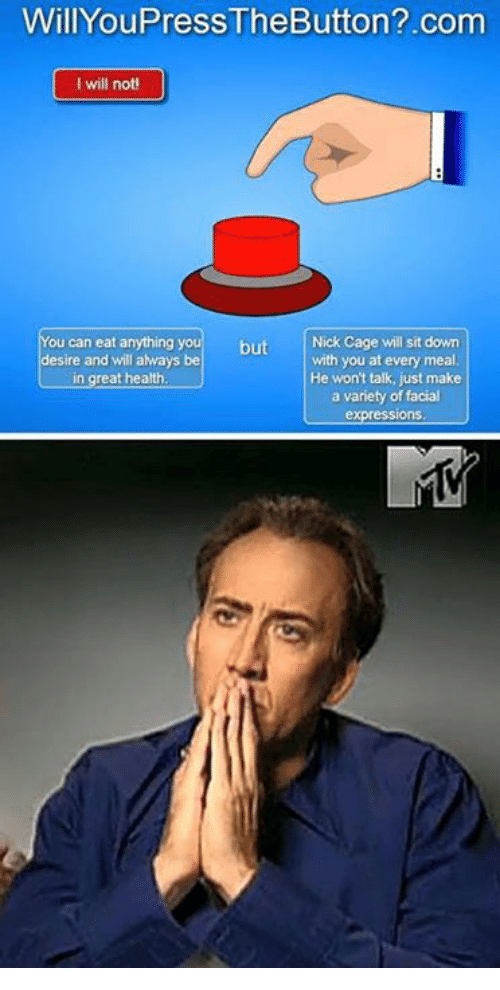 WillYouPressTheButton?.com
I will not!
You can eat anything you
desire and will always be
in great health.
but
Nick Cage will sit down
with you at every meal.
He won't talk, just make
a variety of facial
expressions.
MTV